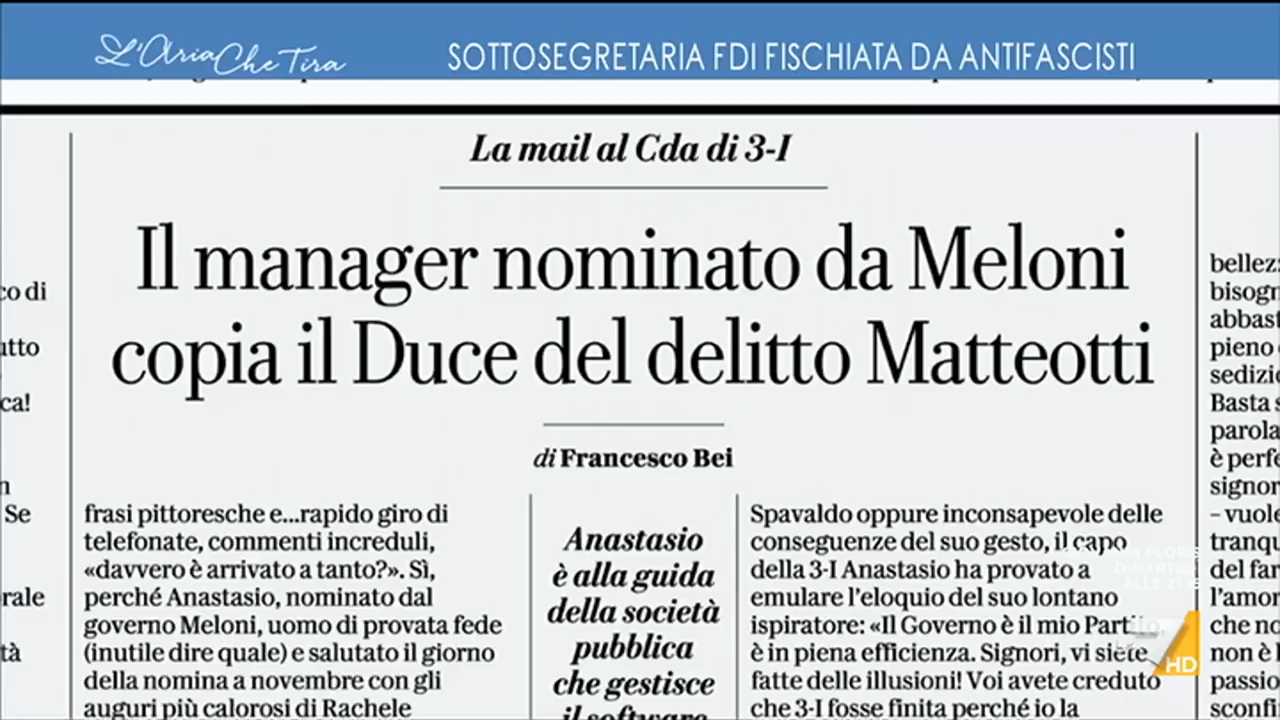 L'Aria Che Tira
SOTTOSEGRETARIA FDI FISCHIATA DA ANTIFASCISTI
La mail al Cda di 3-I
Il manager nominato da Meloni
copia il Duce del delitto Matteotti
di Francesco Bei
co di
utto
ca!
n
Se
rale
tà
frasi pittoresche e...rapido giro di
telefonate, commenti increduli,
«davvero è arrivato a tanto?». Sì,
perché Anastasio, nominato dal
governo Meloni, uomo di provata fede
(inutile dire quale) e salutato il giorno
della nomina a novembre con gli
auguri più calorosi di Rachele
Anastasio
è alla guida
della società
pubblica
che gestisce
il software
Spavaldo oppure inconsapevole delle
conseguenze del suo gesto, il capo
della 3-I Anastasio ha provato a
emulare l'eloquio del suo lontano
ispiratore: «Il Governo è il mio Partito,
è in piena efficienza. Signori, vi siete
fatte delle illusioni! Voi avete creduto
che 3-I fosse finita perché io la
bellez
bisogn
abbast
pieno
sedizio
Basta s
parola
è perfe
signor
– vuole
tranqu
del far
l'amor
che no
non è l
passio
sconfi
HD